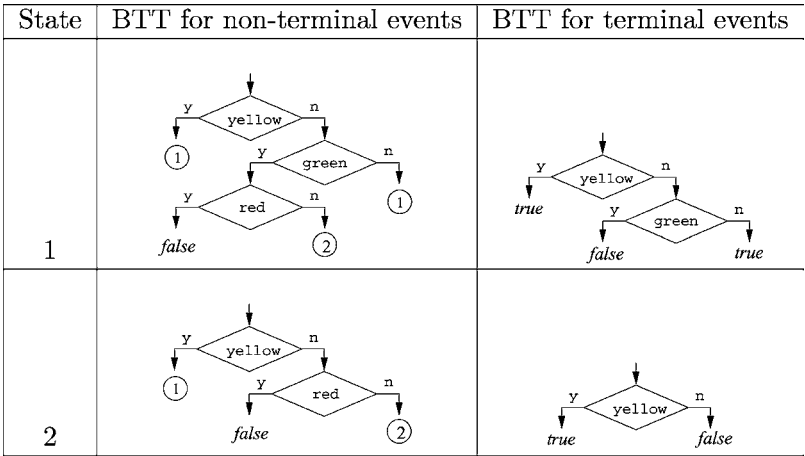 State BTT for non-terminal events BTT for terminal events
y yellow n
1
y green n
1
y red n
false 2
y yellow n
true
y green n
false true
1
y yellow n
1
y red n
false 2
y yellow n
true false
2